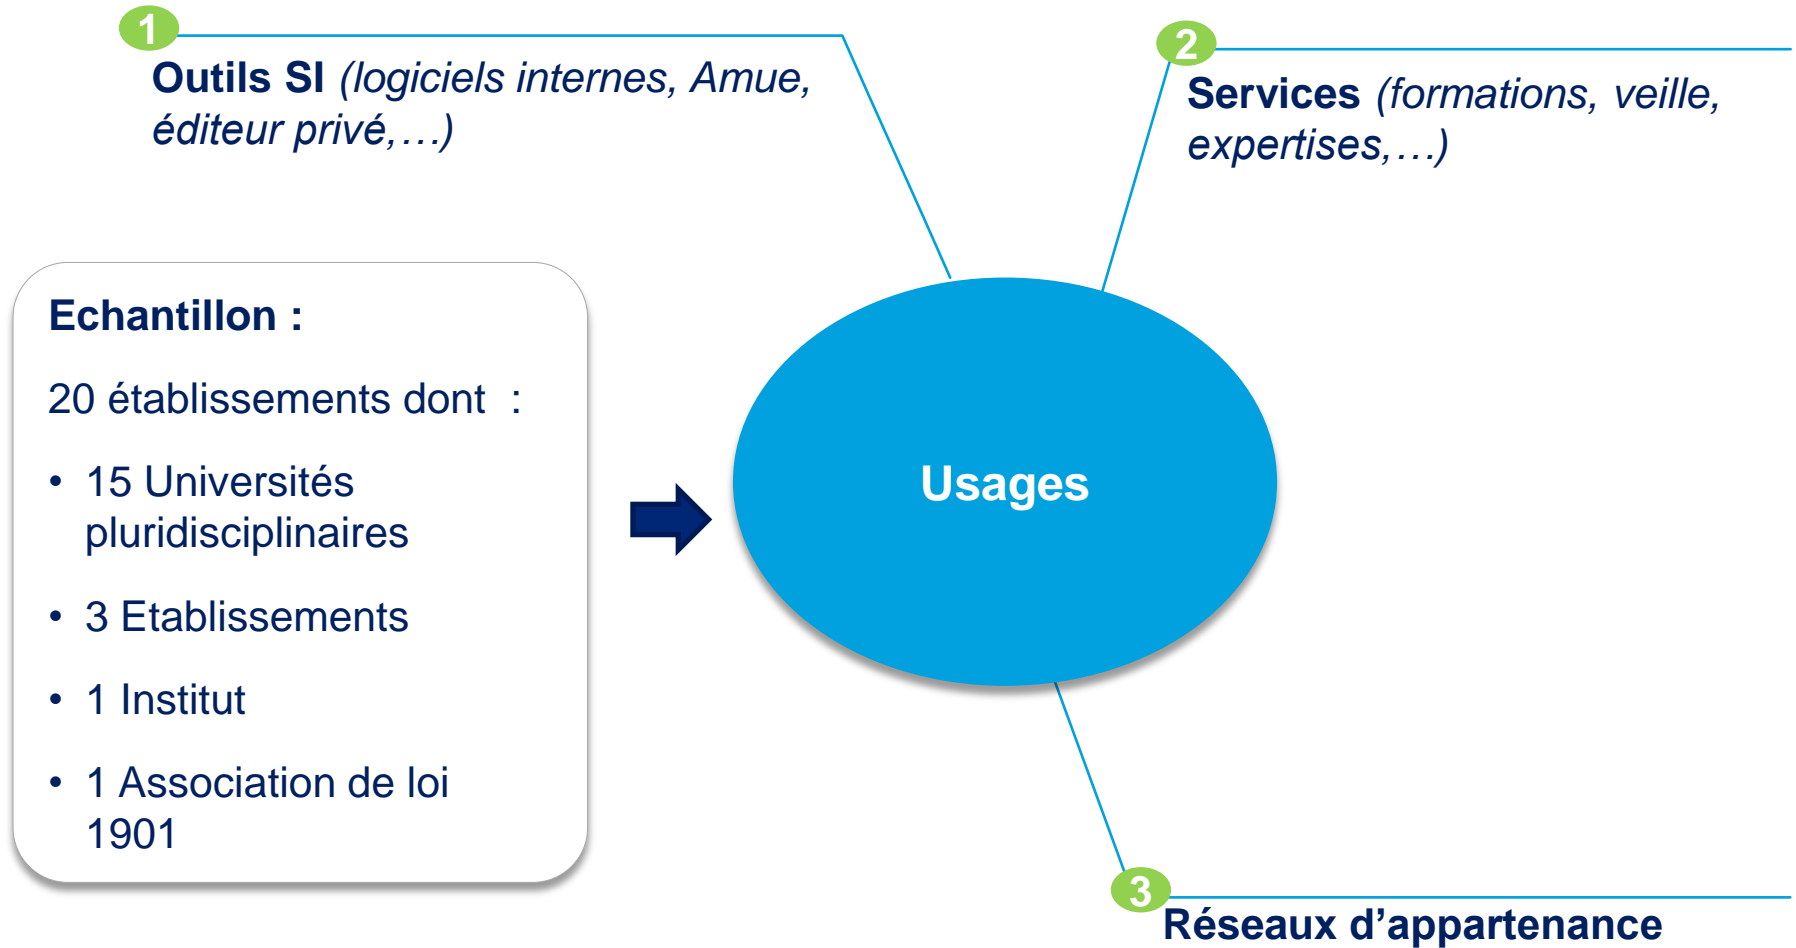 1
Outils SI (logiciels internes, Amue,
éditeur privé,…)
2
Services (formations, veille,
expertises,…)
Echantillon :
20 établissements dont :
• 15 Universités
pluridisciplinaires
• 3 Etablissements
• 1 Institut
• 1 Association de loi
1901
Usages
3
Réseaux d’appartenance